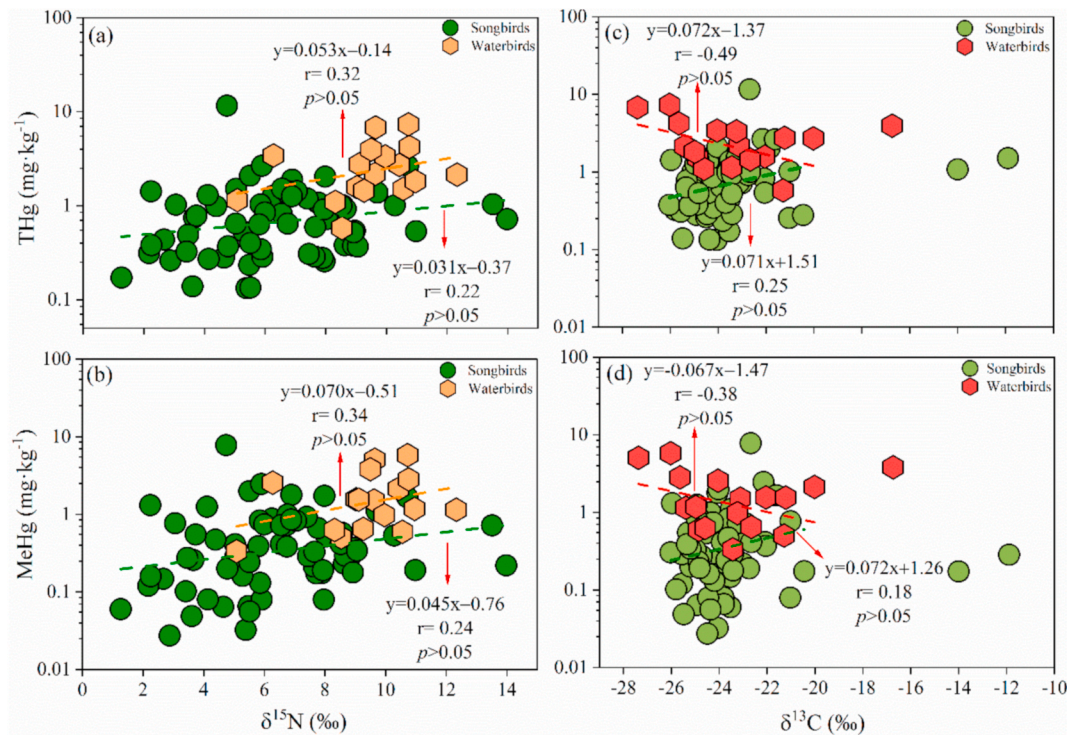 (a)
Songbirds
Waterbirds
y=0.053x−0.14
r= 0.32
p>0.05
y=0.031x−0.37
r= 0.22
p>0.05
THg (mg·kg-1)
100
10
1
0.1
(c)
Songbirds
Waterbirds
y=0.072x−1.37
r= -0.49
p>0.05
y=0.071x+1.51
r= 0.25
p>0.05
100
10
1
0.1
0.01
(b)
Songbirds
Waterbirds
y=0.070x−0.51
r= 0.34
p>0.05
y=0.045x−0.76
r= 0.24
p>0.05
MeHg (mg·kg-1)
100
10
1
0.1
0.01
0 2 4 6 8 10 12 14
δ15N (‰)
(d)
Songbirds
Waterbirds
y=-0.067x−1.47
r= -0.38
p>0.05
y=0.072x+1.26
r= 0.18
p>0.05
100
10
1
0.1
0.01
-28 -26 -24 -22 -20 -18 -16 -14 -12 -10
δ13C (‰)